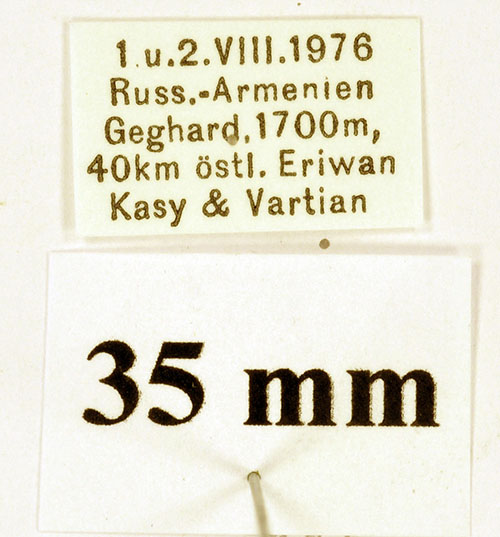 1.u.2.VIII.1976
Russ.-Armenien
Geghard,1700m,
40km östl. Eriwan
Kasy & Vartian
35 mm